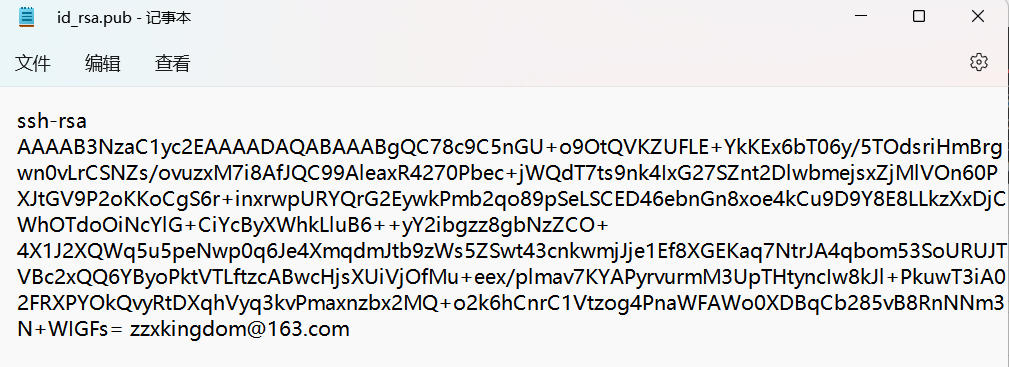 id_rsa.pub - 记事本
文件 编辑 查看
ssh-rsa
AAAAB3NzaC1yc2EAAAADAQABAAABgQC78c9C5nGU+o9OtQVKZUFLE+YkKEx6bT06y/5TOdsriHmBrg
wn0vLrCSNZs/ovuzxM7i8AfJQC99AleaxR4270Pbec+jWQdT7ts9nk4IxG27SZnt2DlwbmejsxZjMlVOn60P
XJtGV9P2oKKoCgS6r+inxrwpURYQrG2EywkPmb2qo89pSeLSCED46ebnGn8xoe4kCu9D9Y8E8LLkzXxDjC
WhOTdoOiNcYlG+CiYcByXWhkLluB6++yY2ibgzz8gbNzZCO+
4X1J2XQWq5u5peNwp0q6Je4XmqdmJtb9zWs5ZSwt43cnkwmjJje1Ef8XGEKaq7NtrJA4qbom53SoURUJT
VBc2xQQ6YByoPktVTLftzcABwcHjsXUiVjOfMu+eex/plmav7KYAPyrvurmM3UpTHtyncIw8kJl+PkuwT3iA0
2FRXPYOkQvyRtDXqhVyq3kvPmaxnzbx2MQ+o2k6hCnrC1Vtzog4PnaWFAWo0XDBqCb285vB8RnNNm3
N+WIGFs= zzxkingdom@163.com